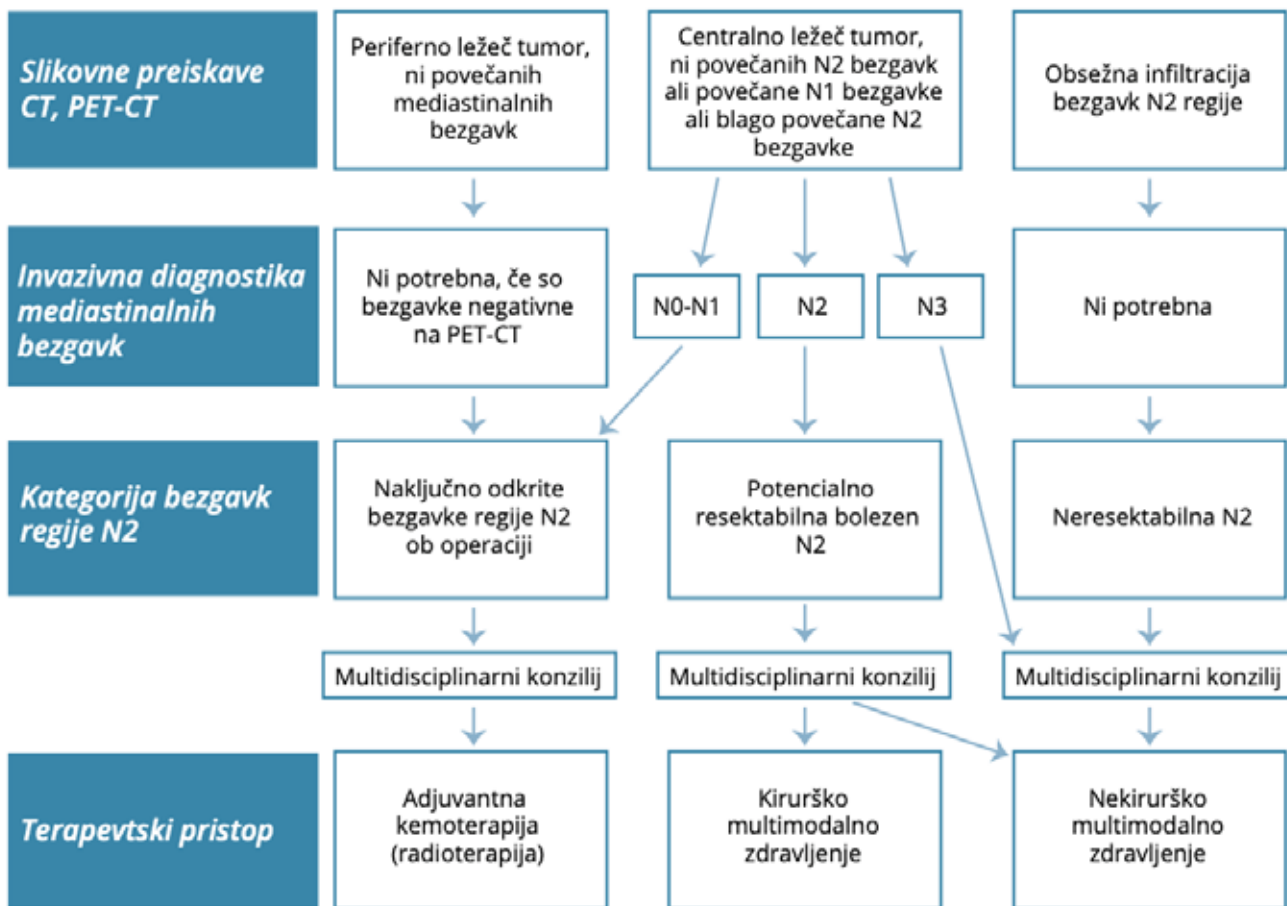 Slikovne preiskave
CT, PET-CT
Periferno ležeč tumor,
ni povečanih
mediastinalnih
bezgavk
Centralno ležeč tumor,
ni povečanih N2 bezgavk
ali povečane N1 bezgavke
ali blago povečane N2
bezgavke
Obsežna infiltracija
bezgavk N2 regije
Invazivna diagnostika
mediastinalnih
bezgavk
Ni potrebna, če so
bezgavke negativne
na PET-CT
N0-N1
N2
N3
Ni potrebna
Kategorija bezgavk
regije N2
Naključno odkrite
bezgavke regije N2
ob operaciji
Potencialno
resektabilna bolezen
N2
Neresektabilna N2
Multidisciplinarni konzilij
Multidisciplinarni konzilij
Multidisciplinarni konzilij
Terapevtski pristop
Adjuvantna
kemoterapija
(radioterapija)
Kirurško
multimodalno
zdravljenje
Nekirurško
multimodalno
zdravljenje